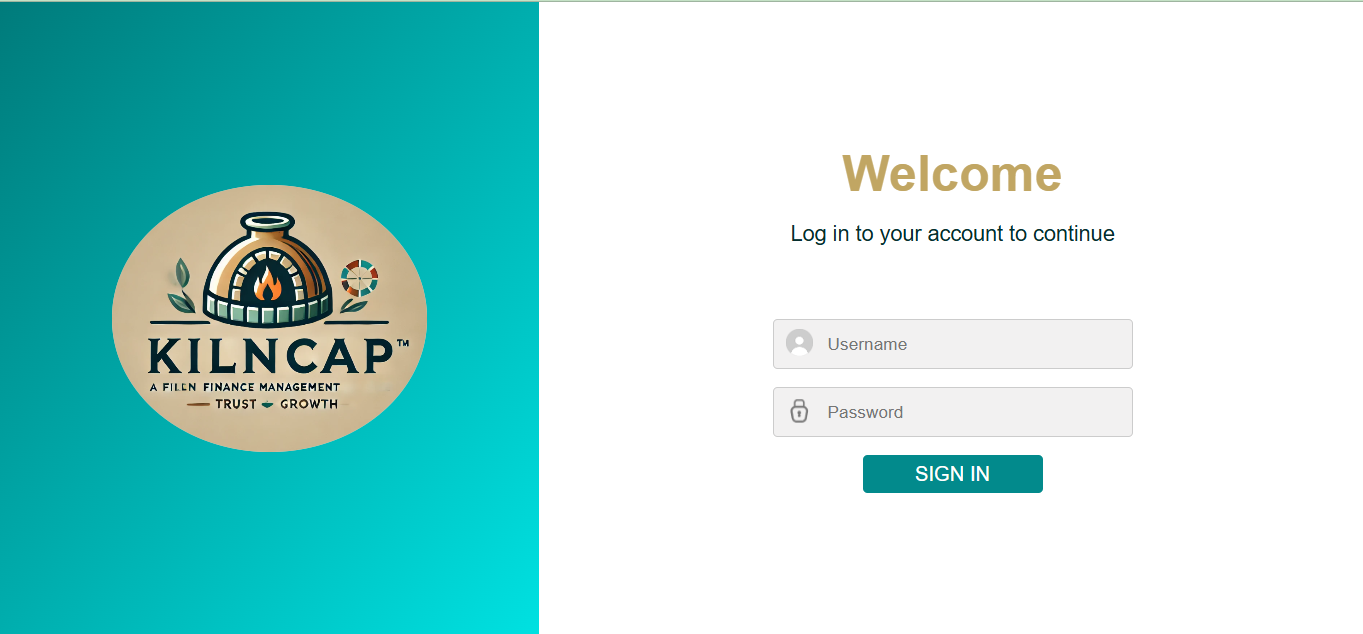 KILNCAP™
A FILEN FINANCE MANAGEMENT
TRUST GROWTH
Welcome
Log in to your account to continue
Username
Password
SIGN IN